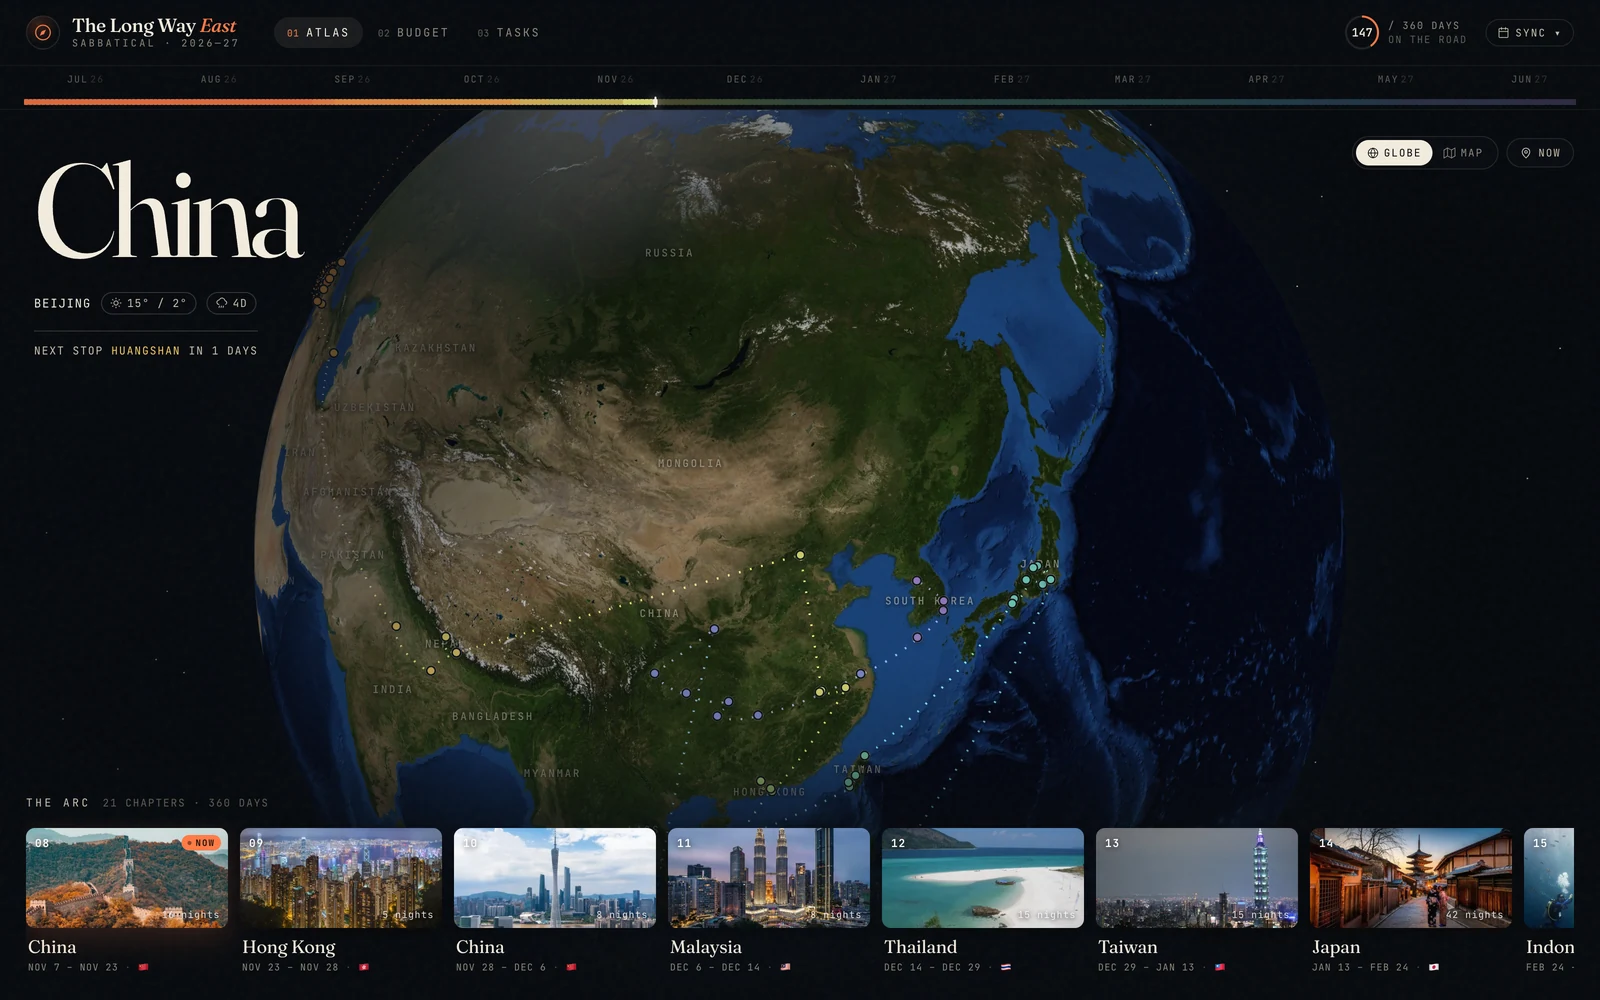 The Long Way East
SABBATICAL · 2026—27
01 ATLAS
02 BUDGET
03 TASKS
147
/ 360 DAYS
ON THE ROAD
SYNC ▾
JUL 26
AUG 26
SEP 26
OCT 26
NOV 26
DEC 26
JAN 27
FEB 27
MAR 27
APR 27
MAY 27
JUN 27
China
GLOBE
MAP
NOW
BEIJING
15° / 2°
4D
NEXT STOP HUANGSHAN IN 1 DAYS
RUSSIA
KAZAKHSTAN
UZBEKISTAN
IRAN
MONGOLIA
AFGHANISTAN
PAKISTAN
JAPAN
SOUTH KOREA
CHINA
NEPAL
INDIA
BANGLADESH
MYANMAR
TAIWAN
HONG KONG
THE ARC 21 CHAPTERS · 360 DAYS
08
NOW
16 nights
China
NOV 7 – NOV 23 ·
09
5 nights
Hong Kong
NOV 23 – NOV 28 ·
10
8 nights
China
NOV 28 – DEC 6 ·
11
8 nights
Malaysia
DEC 6 – DEC 14 ·
12
15 nights
Thailand
DEC 14 – DEC 29 ·
13
15 nights
Taiwan
DEC 29 – JAN 13 ·
14
42 nights
Japan
JAN 13 – FEB 24 ·
15
Indon
FEB 24 -